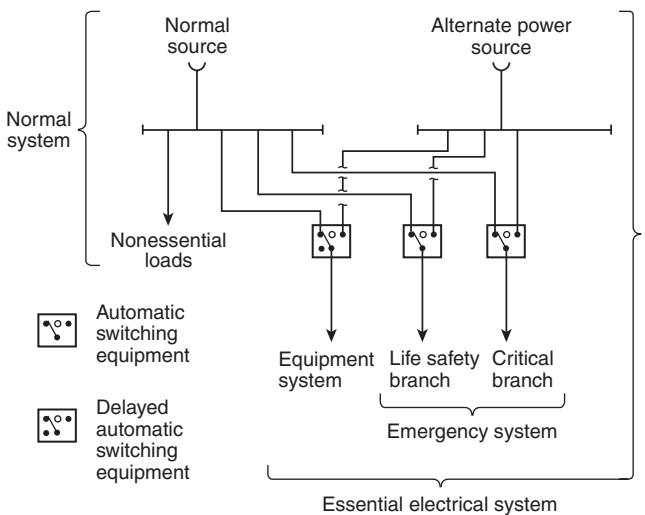 Normal
source
Alternate power
source
Normal
system
Nonessential
loads
Automatic
switching
equipment
Delayed
automatic
switching
equipment
Equipment
system
Life safety
branch
Critical
branch
Emergency system
Essential electrical system